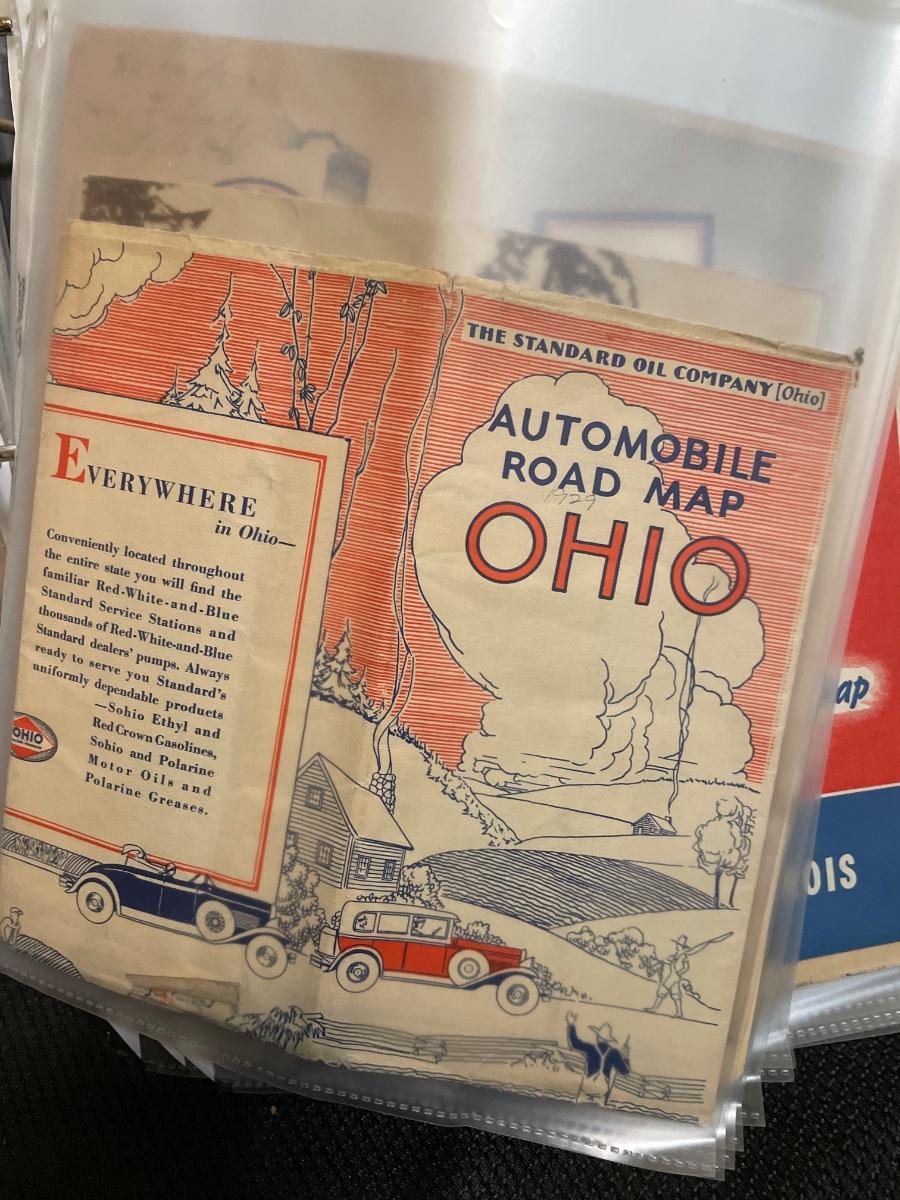 THE STANDARD OIL COMPANY [Ohio]
AUTOMOBILE
ROAD MAP
1929
OHIO
EVERYWHERE
in Ohio—
Conveniently located throughout
the entire state you will find the
familiar Red-White-and-Blue
Standard Service Stations and
thousands of Red-White-and-Blue
Standard dealers' pumps. Always
ready to serve you Standard's
uniformly dependable products
—Sohio Ethyl and
Red Crown Gasolines,
Sohio and Polarine
Motor Oils and
Polarine Greases.
OHIO
ap
OIS